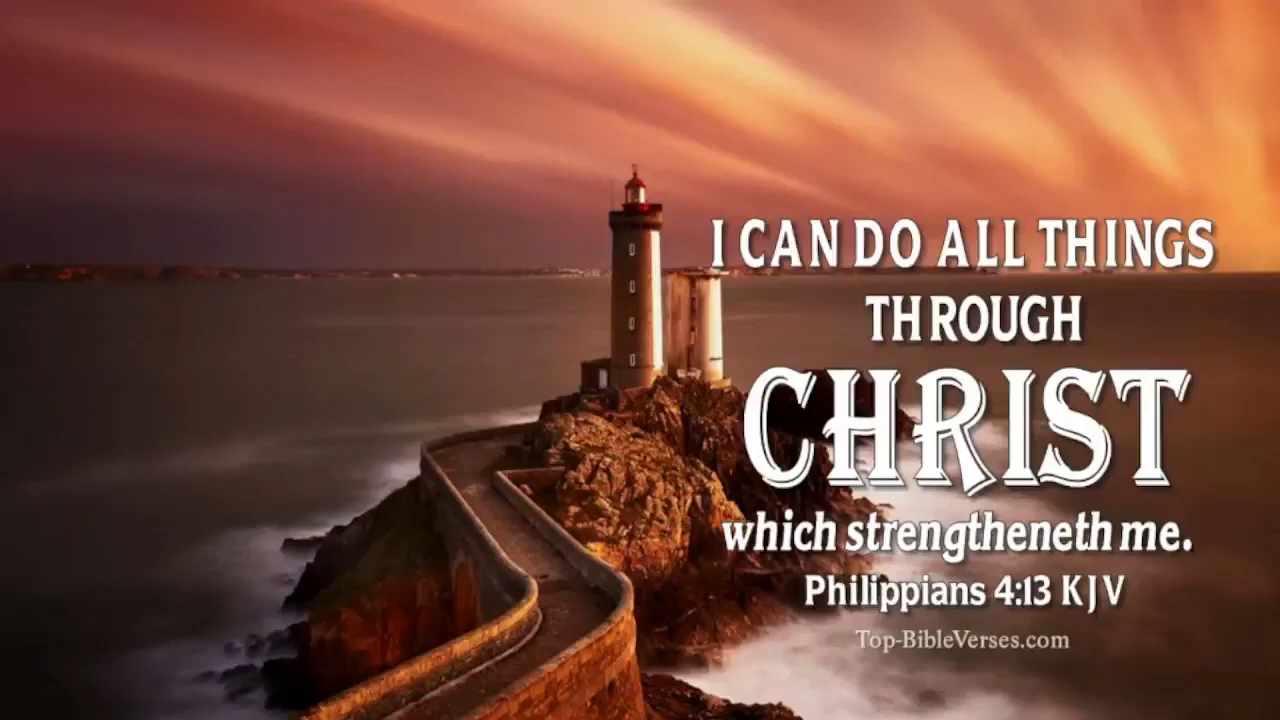 I CAN DO ALL THINGS
THROUGH
CHRIST
which strengtheneth me.
Philippians 4:13 KJV
Top-BibleVerses.com